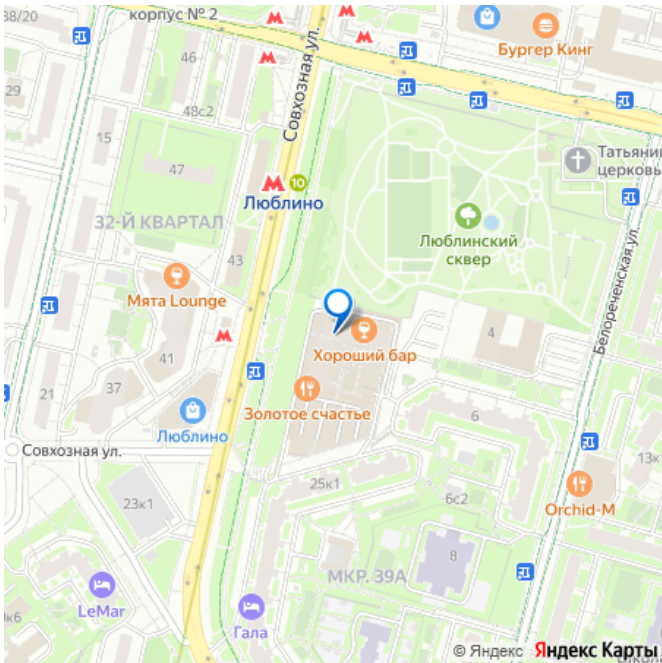 38/20
корпус № 2
46
29
48с2
15
47
Совхозная ул.
Бургер Кинг
10
Люблино
32-Й КВАРТАЛ
43
Татьянин
церковь
Люблинский
сквер
Белореченская ул.
Мята Lounge
21
41
37
4
Хороший бар
Золотое счастье
Люблино
6
Совхозная ул.
13к
23к1
25к1
6с2
Orchid-M
8
МКР. 39А
LeMar
Гала
0к6
© Яндекс Яндекс Карты